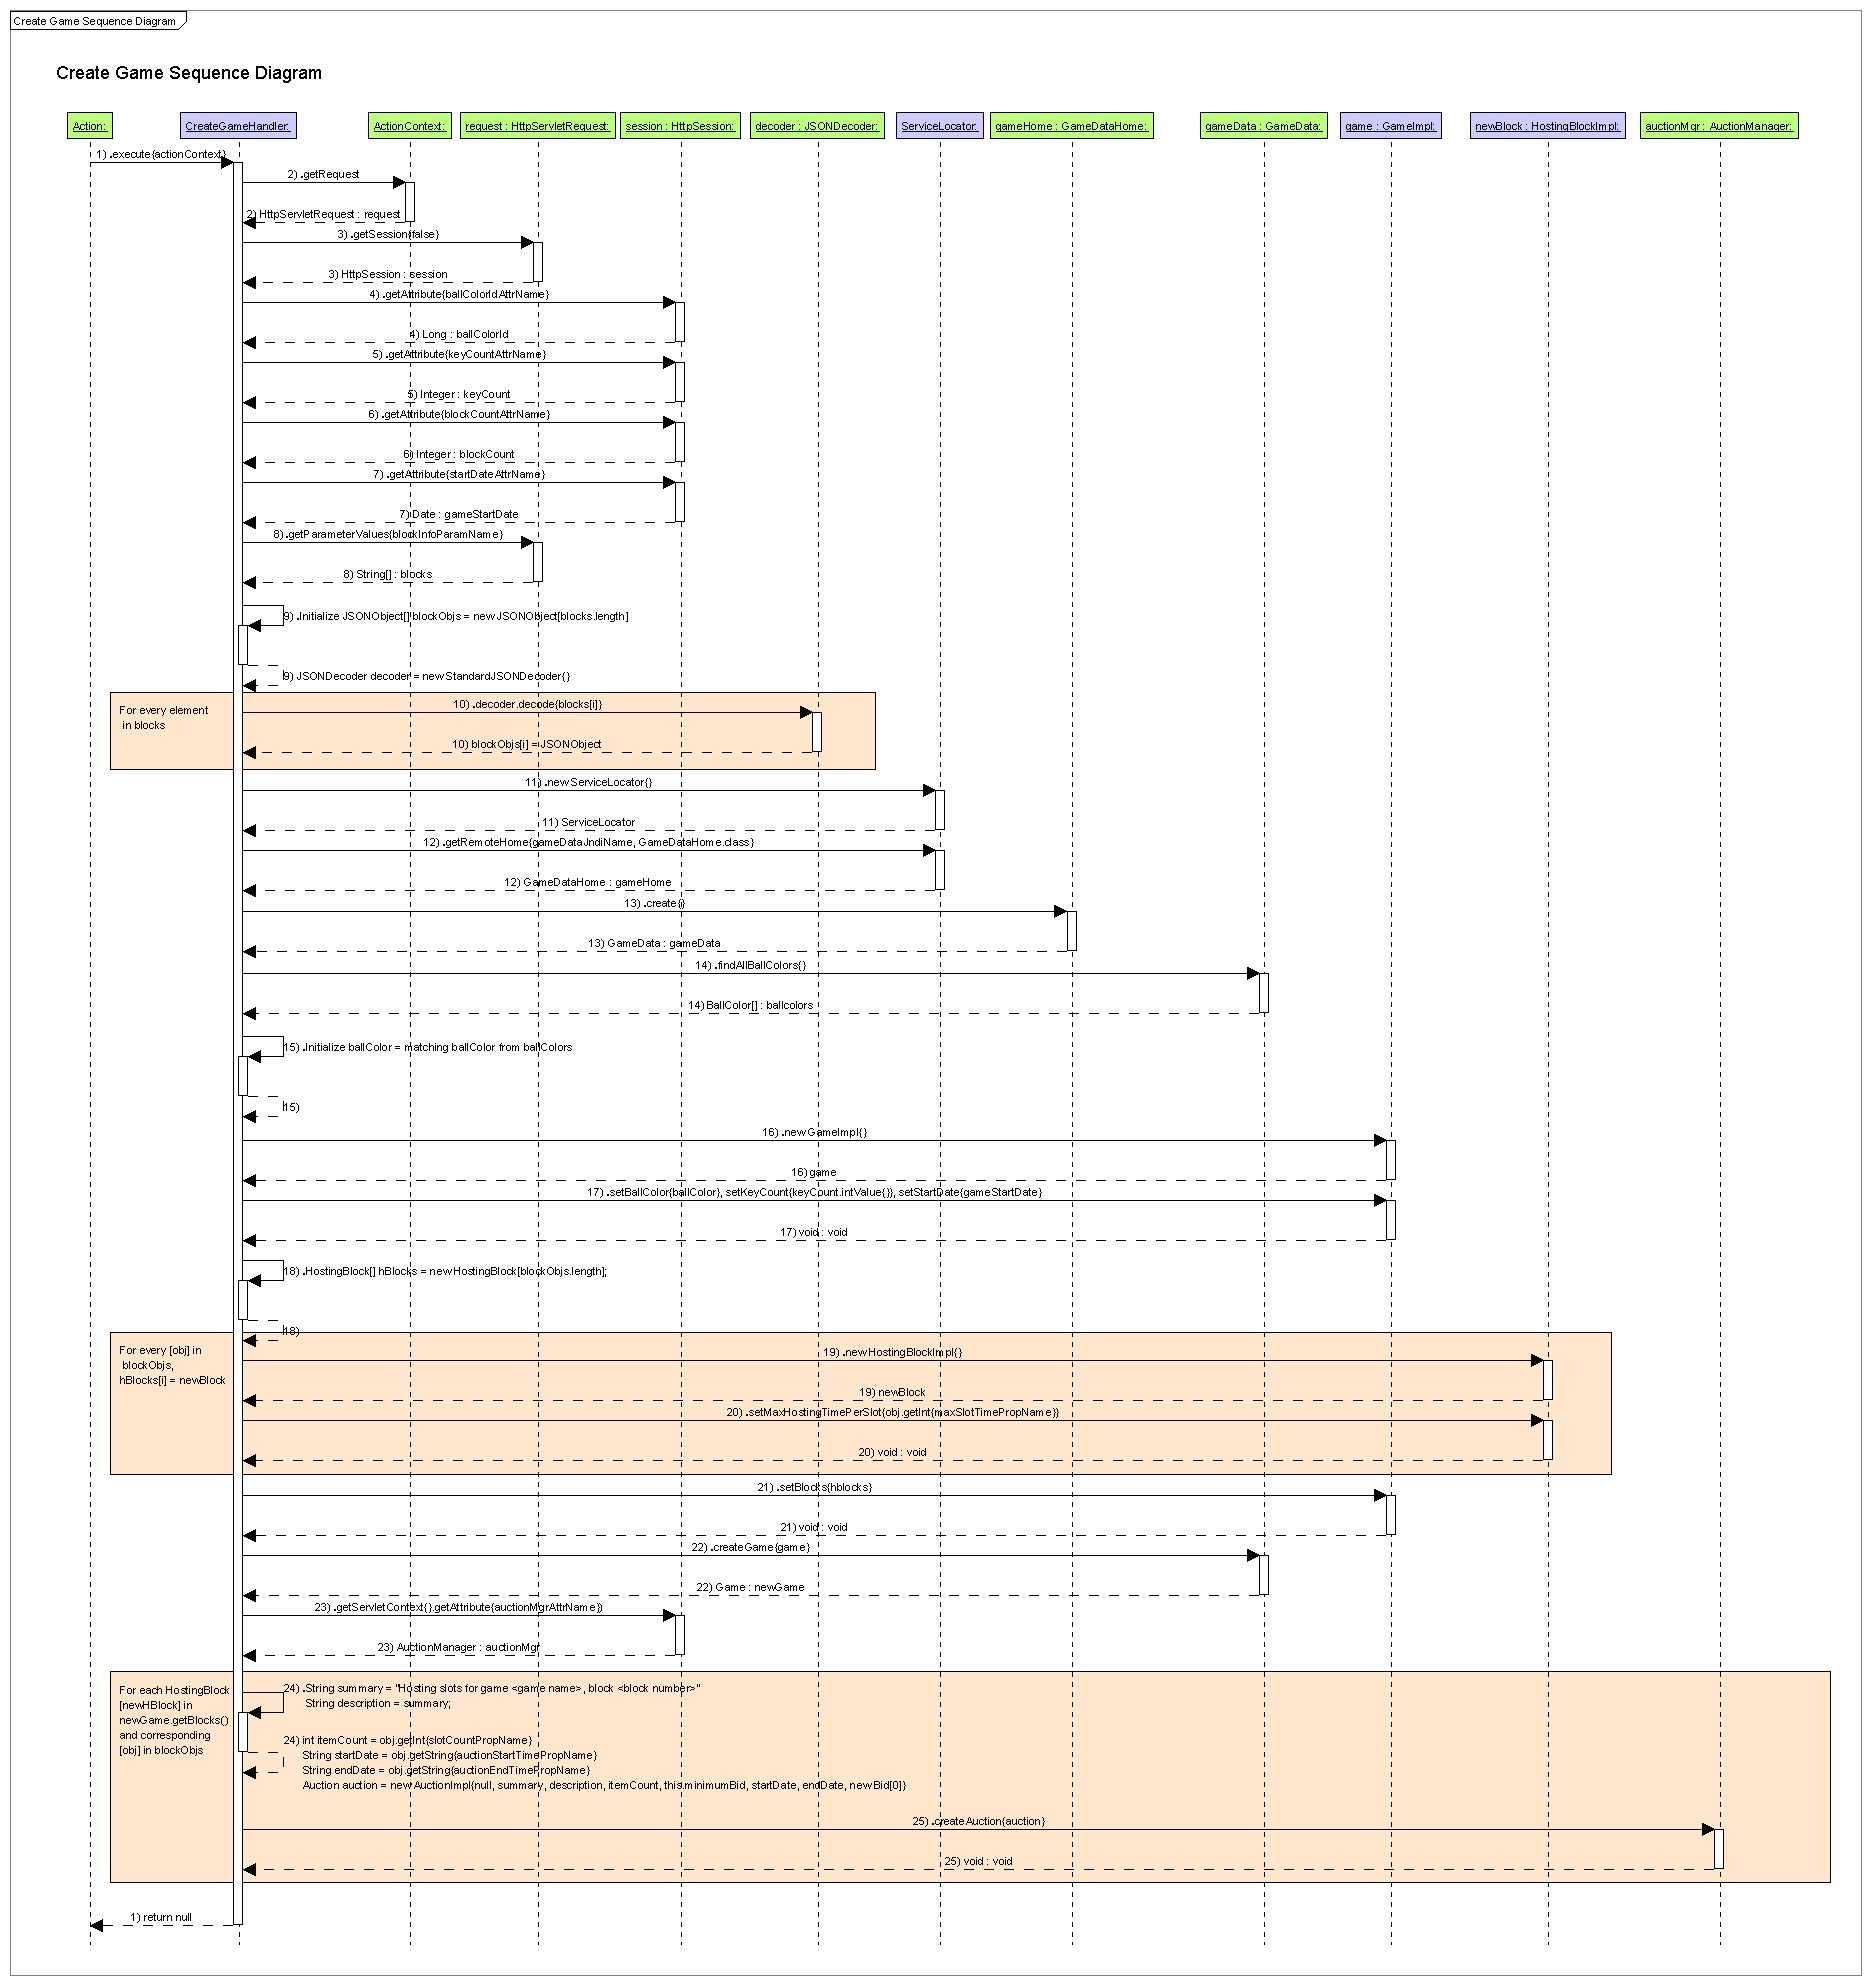 Create Game Sequence Diagram
Create Game Sequence Diagram
Action:
CreateGameHandler:
ActionContext:
request : HttpServletRequest:
session : HttpSession:
decoder : JSONDecoder:
ServiceLocator:
gameHome : GameDataHome:
gameData : GameData:
game : GameImpl:
newBlock : HostingBlockImpl:
auctionMgr : AuctionManager:
1) .execute{actionContext}
2) .getRequest
2) HttpServletRequest : request
3) .getSession{false}
3) HttpSession : session
4) .getAttribute{ballColorIdAttrName}
4) Long : ballColorId
5) .getAttribute{keyCountAttrName}
5) Integer : keyCount
6) .getAttribute{blockCountAttrName}
6) Integer : blockCount
7) .getAttribute{startDateAttrName}
7) Date : gameStartDate
8) .getParameterValues{blockInfoParamName}
8) String[] : blocks
9) .Initialize JSONObject[] blockObjs = new JSONObject[blocks.length]
9) JSONDecoder decoder = new StandardJSONDecoder{}
For every element
in blocks
10) .decoder.decode{blocks[i]}
10) blockObjs[i] = JSONObject
11) .new ServiceLocator{}
11) ServiceLocator
12) .getRemoteHome{gameDataJndiName, GameDataHome.class}
12) GameDataHome : gameHome
13) .create{}
13) GameData : gameData
14) .findAllBallColors{}
14) BallColor[] : ballcolors
15) .Initialize ballColor = matching ballColor from ballColors
15)
16) .new GameImpl{}
16) game
17) .setBallColor{ballColor}, setKeyCount{keyCount.intValue{}}, setStartDate{gameStartDate}
17) void : void
18) .HostingBlock[] hBlocks = new HostingBlock[blockObjs.length];
18)
For every [obj] in
blockObjs,
hBlocks[i] = newBlock
19) .new HostingBlockImpl{}
19) newBlock
20) .setMaxHostingTimePerSlot{obj.getInt{maxSlotTimePropName}}
20) void : void
21) .setBlocks{hblocks}
21) void : void
22) .createGame{game}
22) Game : newGame
23) .getServletContext{}.getAttribute{auctionMgrAttrName})
23) AuctionManager : auctionMgr
For each HostingBlock
[newHBlock] in
newGame.getBlocks()
and corresponding
[obj] in blockObjs
24) .String summary = "Hosting slots for game <game name>, block <block number>"
String description = summary;
24) int itemCount = obj.getInt{slotCountPropName}
String startDate = obj.getString{auctionStartTimePropName}
String endDate = obj.getString{auctionEndTimePropName}
Auction auction = new AuctionImpl{null, summary, description, itemCount, this.minimumBid, startDate, endDate, new Bid[0]}
25) .createAuction{auction}
25) void : void
1) return null